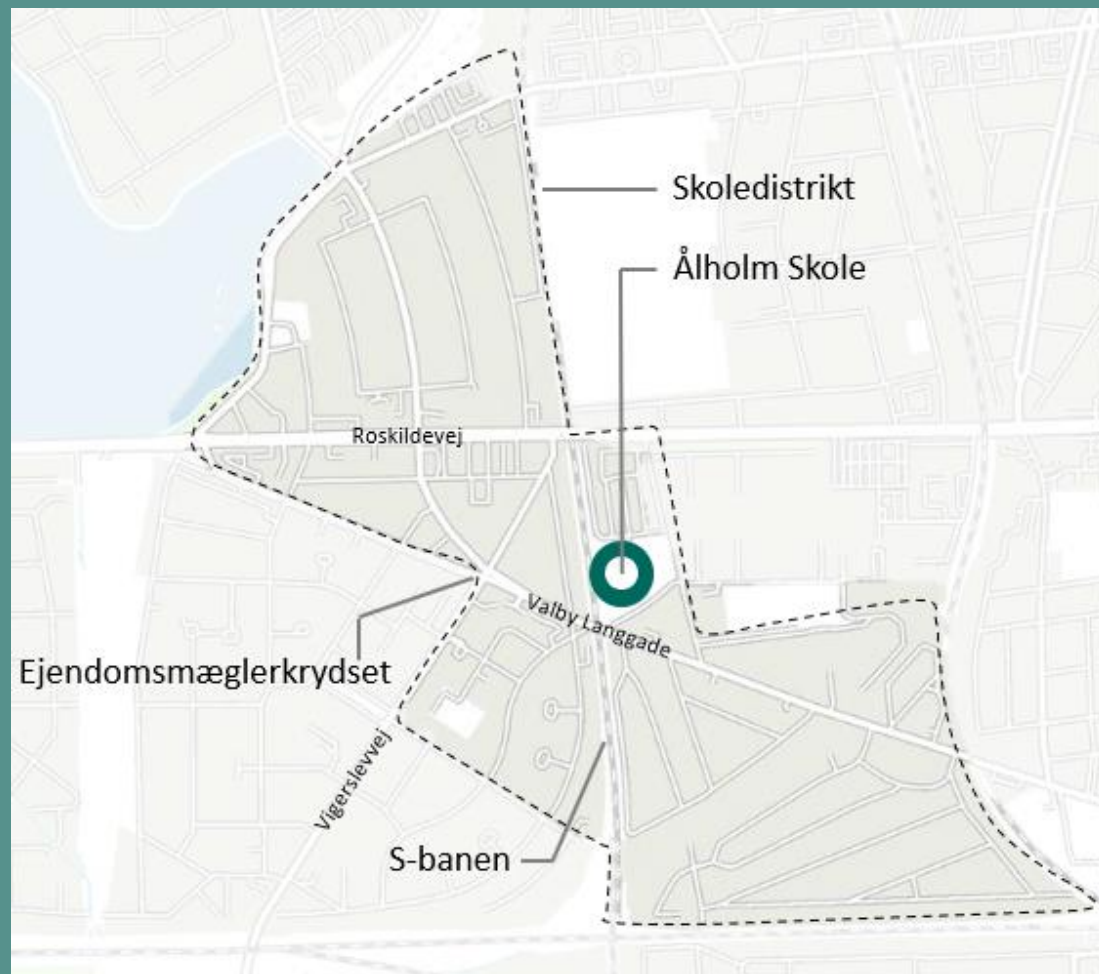 Skoledistrikt
Ålholm Skole
Roskildevej
Valby Langgade
Ejendomsmæglerkrydset
Vigerslevvej
S-banen